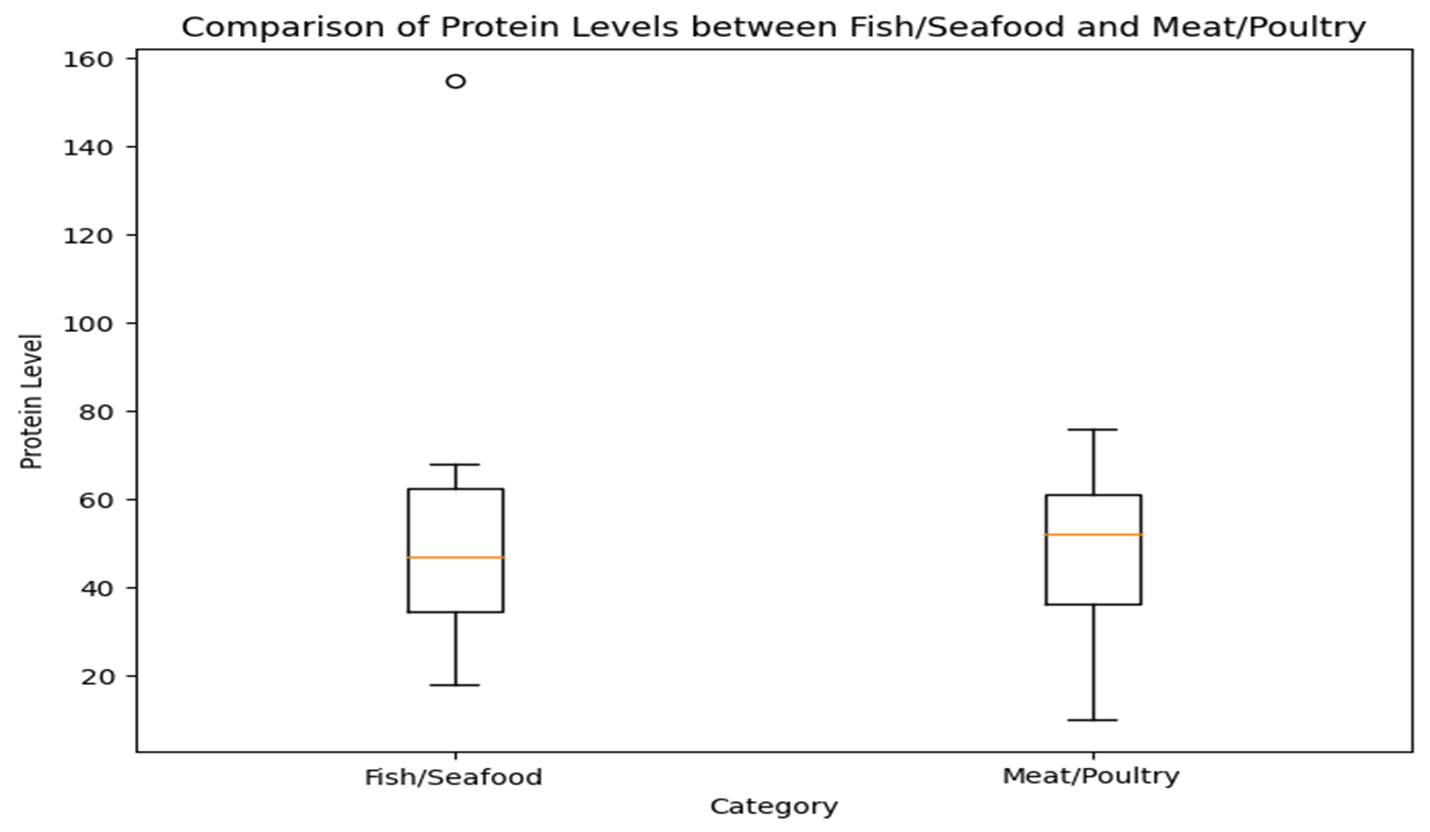 Comparison of Protein Levels between Fish/Seafood and Meat/Poultry
160
140
120
100
80
60
40
20
Protein Level
Fish/Seafood Meat/Poultry
Category